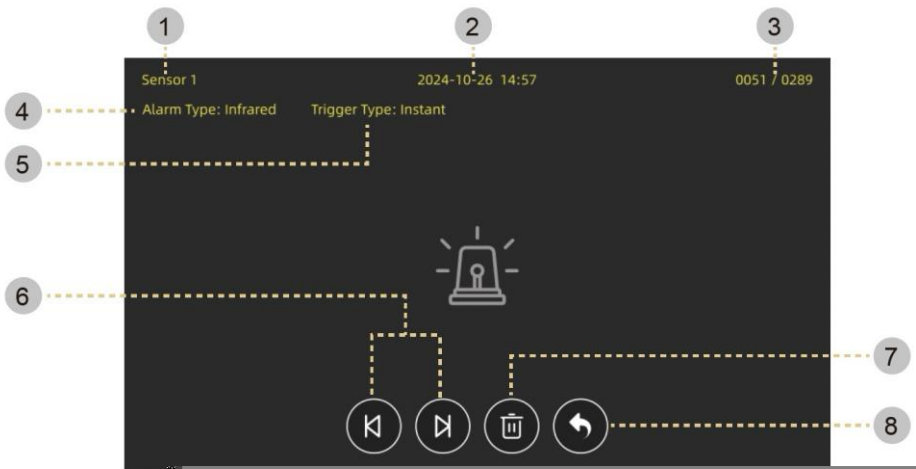 1
2
3
Sensor 1
2024-10-26 14:57
0051 / 0289
4
Alarm Type: Infrared
Trigger Type: Instant
5
6
7
8